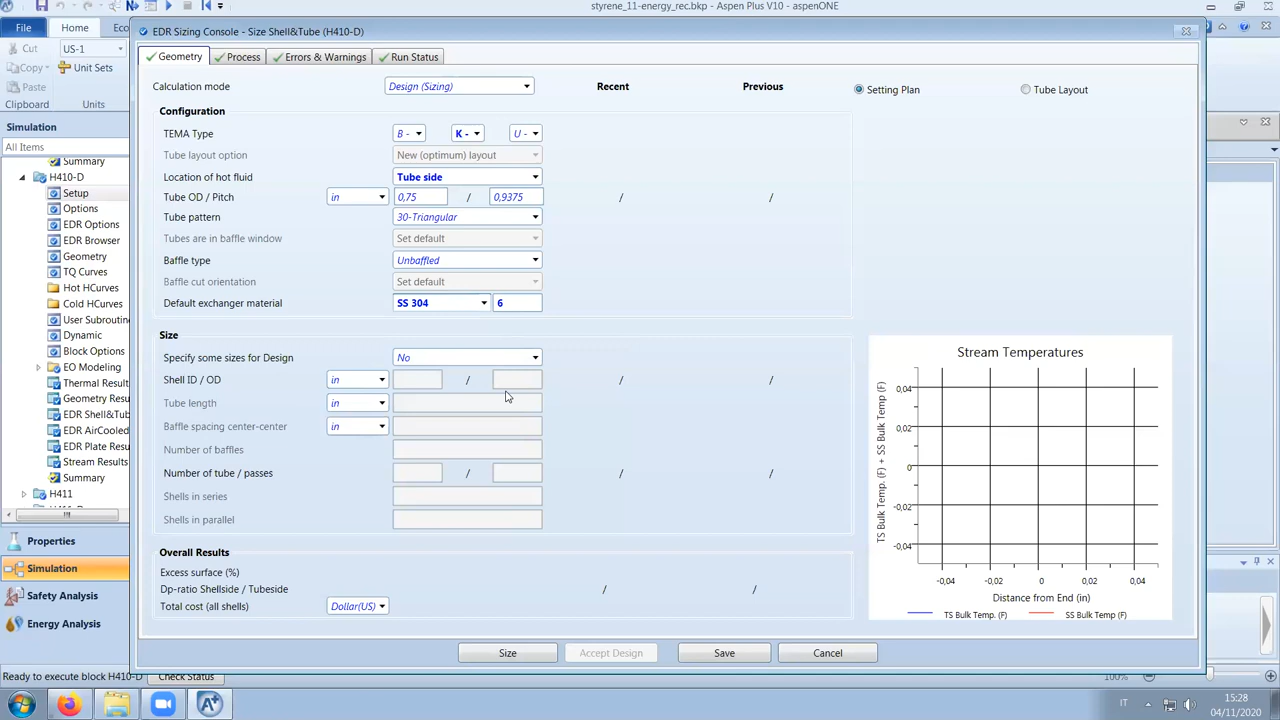 styrene_11-energy_rec.bkp - Aspen Plus V10 - aspenONE
File Home Eco
Cut US-1
Copy Unit Sets
Paste
Clipboard Units
EDR Sizing Console - Size Shell&Tube (H410-D)
Geometry Process Errors & Warnings Run Status
Calculation mode Design (Sizing) Recent Previous Setting Plan Tube Layout
Configuration
TEMA Type B - K - U -
Tube layout option New (optimum) layout
Location of hot fluid Tube side
Tube OD / Pitch in 0,75 / 0,9375 / /
Tube pattern 30-Triangular
Tubes are in baffle window Set default
Baffle type Unbaffled
Baffle cut orientation Set default
Default exchanger material SS 304 6
Size
Specify some sizes for Design No
Shell ID / OD in / / /
Tube length in
Baffle spacing center-center in
Number of baffles
Number of tube / passes / / /
Shells in series
Shells in parallel
Overall Results
Excess surface (%)
Dp-ratio Shellside / Tubeside / /
Total cost (all shells) Dollar(US)
Stream Temperatures
TS Bulk Temp. (F) + SS Bulk Temp (F)
0,04
0,02
0
-0,02
-0,04
-0,04 -0,02 0 0,02 0,04
Distance from End (in)
TS Bulk Temp. (F) SS Bulk Temp (F)
Size Accept Design Save Cancel
Simulation
All Items
Summary
H410-D
Setup
Options
EDR Options
EDR Browser
Geometry
TQ Curves
Hot HCurves
Cold HCurves
User Subroutin
Dynamic
Block Options
EO Modeling
Thermal Result
Geometry Resu
EDR Shell&Tub
EDR AirCooled
EDR Plate Resu
Stream Results
Summary
H411
Properties
Simulation
Safety Analysis
Energy Analysis
Ready to execute block H410-D Check Status 100%
IT 15:28
04/11/2020